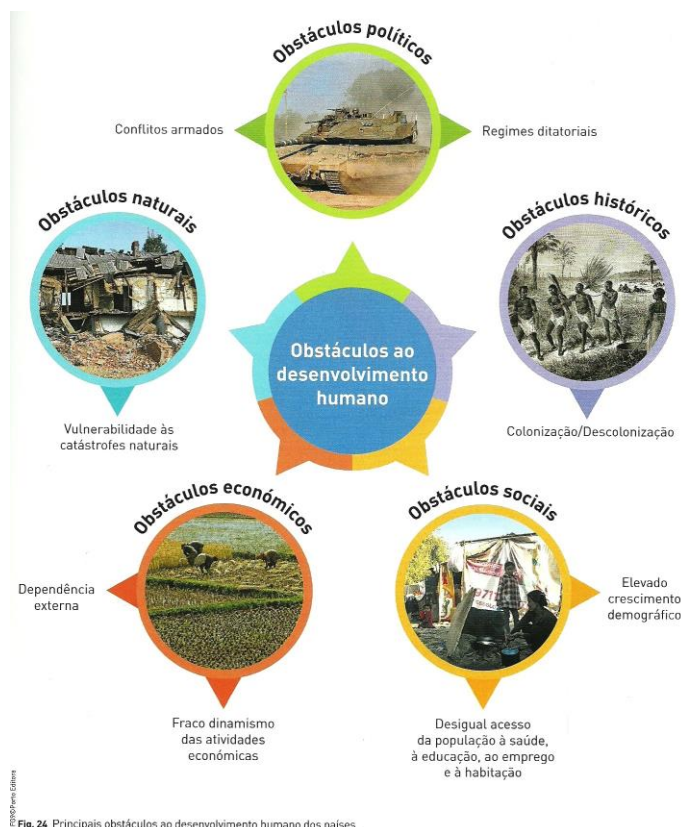 Obstáculos políticos
Conflitos armados
Regimes ditatoriais
Obstáculos naturais
Obstáculos históricos
Obstáculos ao
desenvolvimento
humano
Vulnerabilidade às
catástrofes naturais
Colonização/Descolonização
Obstáculos económicos
Obstáculos sociais
Dependência
externa
Elevado
crescimento
demográfico
Fraco dinamismo
das atividades
económicas
Desigual acesso
da população à saúde,
à educação, ao emprego
e à habitação
Fig. 24 Principais obstáculos ao desenvolvimento humano dos países